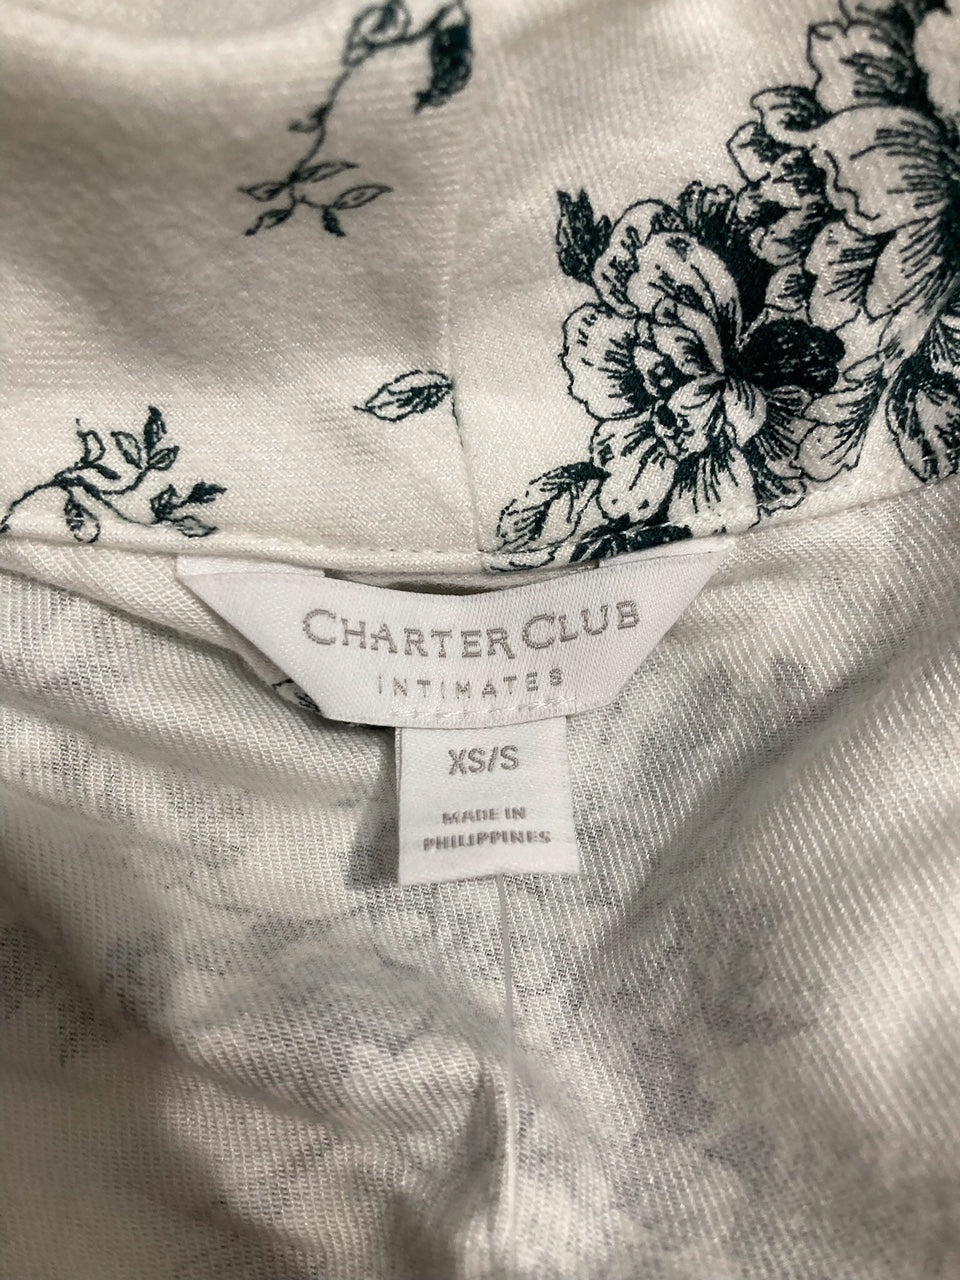 CHARTER CLUB
INTIMATES
XS/S
MADE IN
PHILIPPINES